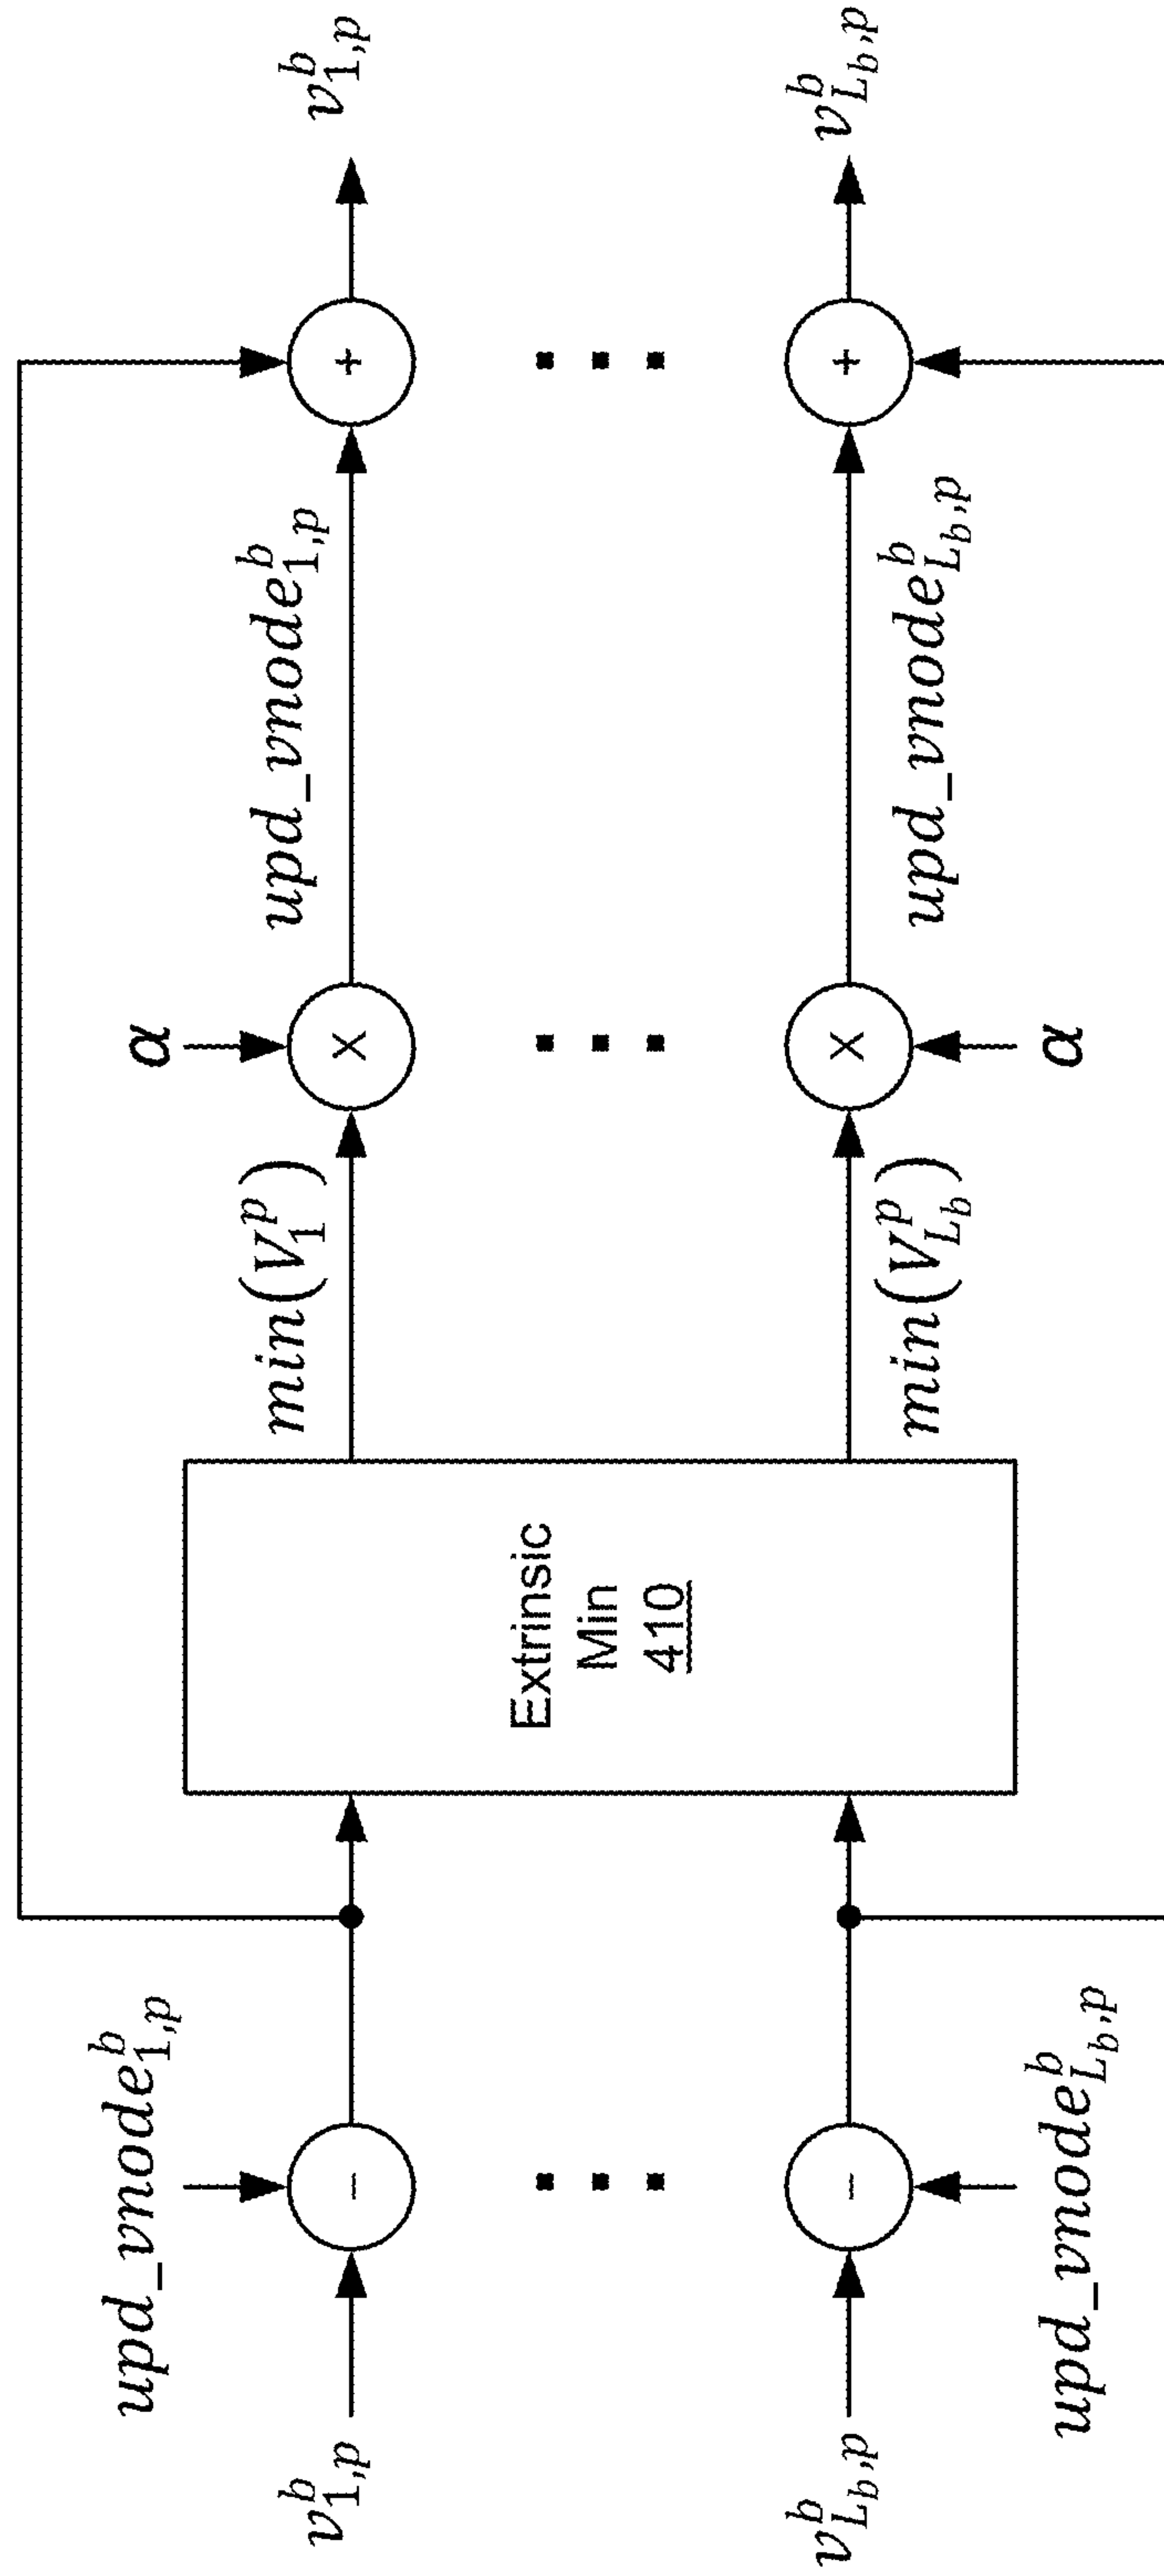 upd_vnode^b_{1,p}
v^b_{1,p}
−
α
min(V^p_1)
×
upd_vnode^b_{1,p}
+
v^b_{1,p}
Extrinsic
Min
410
v^b_{L_b,p}
−
upd_vnode^b_{L_b,p}
min(V^p_{L_b})
×
α
upd_vnode^b_{L_b,p}
+
v^b_{L_b,p}